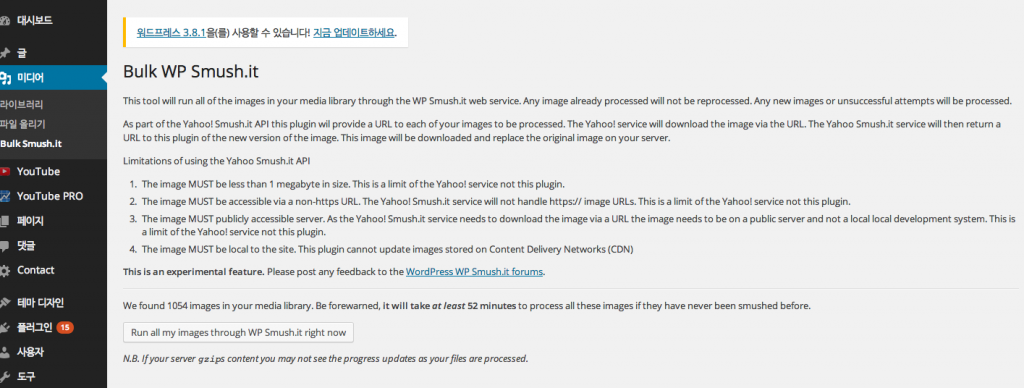 대시보드
글
미디어
라이브러리
파일 올리기
Bulk Smush.it
YouTube
YouTube PRO
페이지
댓글
Contact
테마 디자인
플러그인 15
사용자
도구
워드프레스 3.8.1을(를) 사용할 수 있습니다! 지금 업데이트하세요.
Bulk WP Smush.it
This tool will run all of the images in your media library through the WP Smush.it web service. Any image already processed will not be reprocessed. Any new images or unsuccessful attempts will be processed.
As part of the Yahoo! Smush.it API this plugin wil provide a URL to each of your images to be processed. The Yahoo! service will download the image via the URL. The Yahoo Smush.it service will then return a
URL to this plugin of the new version of the image. This image will be downloaded and replace the original image on your server.
Limitations of using the Yahoo Smush.it API
1. The image MUST be less than 1 megabyte in size. This is a limit of the Yahoo! service not this plugin.
2. The image MUST be accessible via a non-https URL. The Yahoo! Smush.it service will not handle https:// image URLs. This is a limit of the Yahoo! service not this plugin.
3. The image MUST publicly accessible server. As the Yahoo! Smush.it service needs to download the image via a URL the image needs to be on a public server and not a local local development system. This is
a limit of the Yahoo! service not this plugin.
4. The image MUST be local to the site. This plugin cannot update images stored on Content Delivery Networks (CDN)
This is an experimental feature. Please post any feedback to the WordPress WP Smush.it forums.
We found 1054 images in your media library. Be forewarned, it will take at least 52 minutes to process all these images if they have never been smushed before.
Run all my images through WP Smush.it right now
N.B. If your server gzips content you may not see the progress updates as your files are processed.